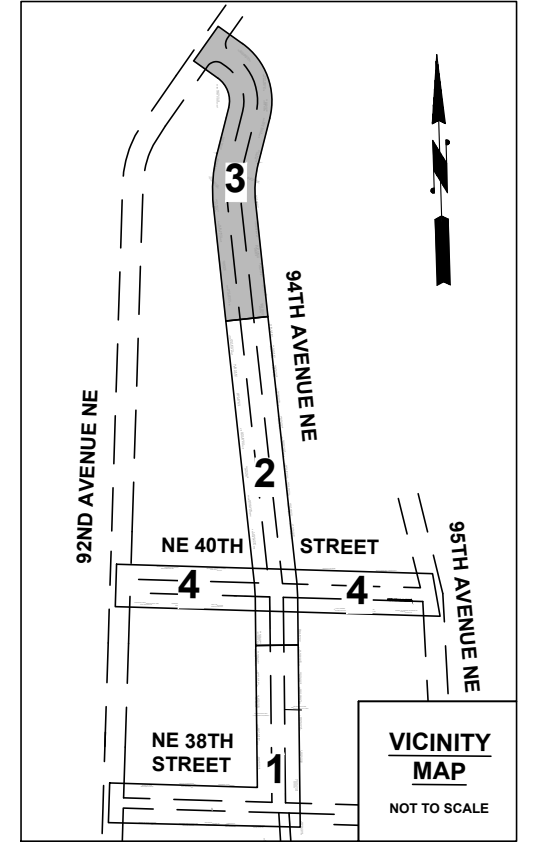 N
3
94TH AVENUE NE
92ND AVENUE NE
2
NE 40TH STREET
4
4
95TH AVENUE NE
NE 38TH
STREET
1
VICINITY
MAP
NOT TO SCALE